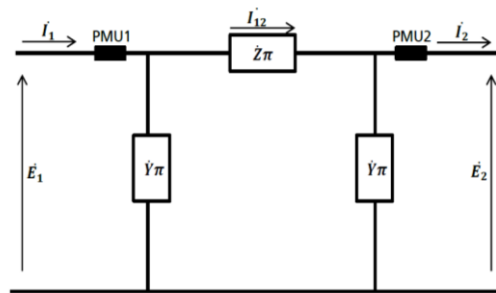 İ₁
PMU1
İ₁₂
PMU2
İ₂
Żπ
Ė₁
Ẏπ
Ẏπ
Ė₂